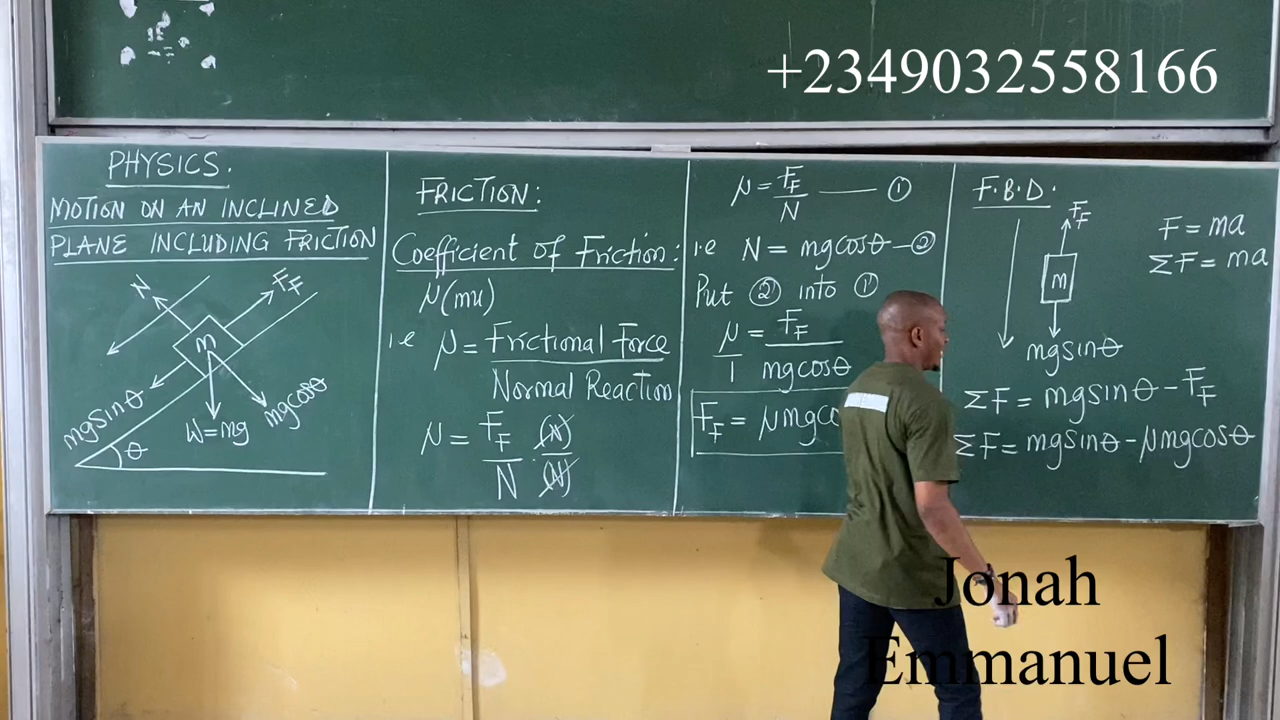 +2349032558166
PHYSICS.
MOTION ON AN INCLINED
PLANE INCLUDING FRICTION
N
F_F
m
mgsinθ
W=mg
mgcosθ
θ
FRICTION:
Coefficient of Friction:
μ(mu)
i.e μ = Frictional Force
Normal Reaction
μ = F_F (N)
N (N)
μ = F_F/N —— ①
i.e N = mgcosθ — ②
Put ② into ①
μ/1 = F_F/mgcosθ
F_F = μmgco
F.B.D.
F_F
m
mgsinθ
F = ma
ΣF = ma
ΣF = mgsinθ - F_F
ΣF = mgsinθ - μmgcosθ
Jonah
Emmanuel